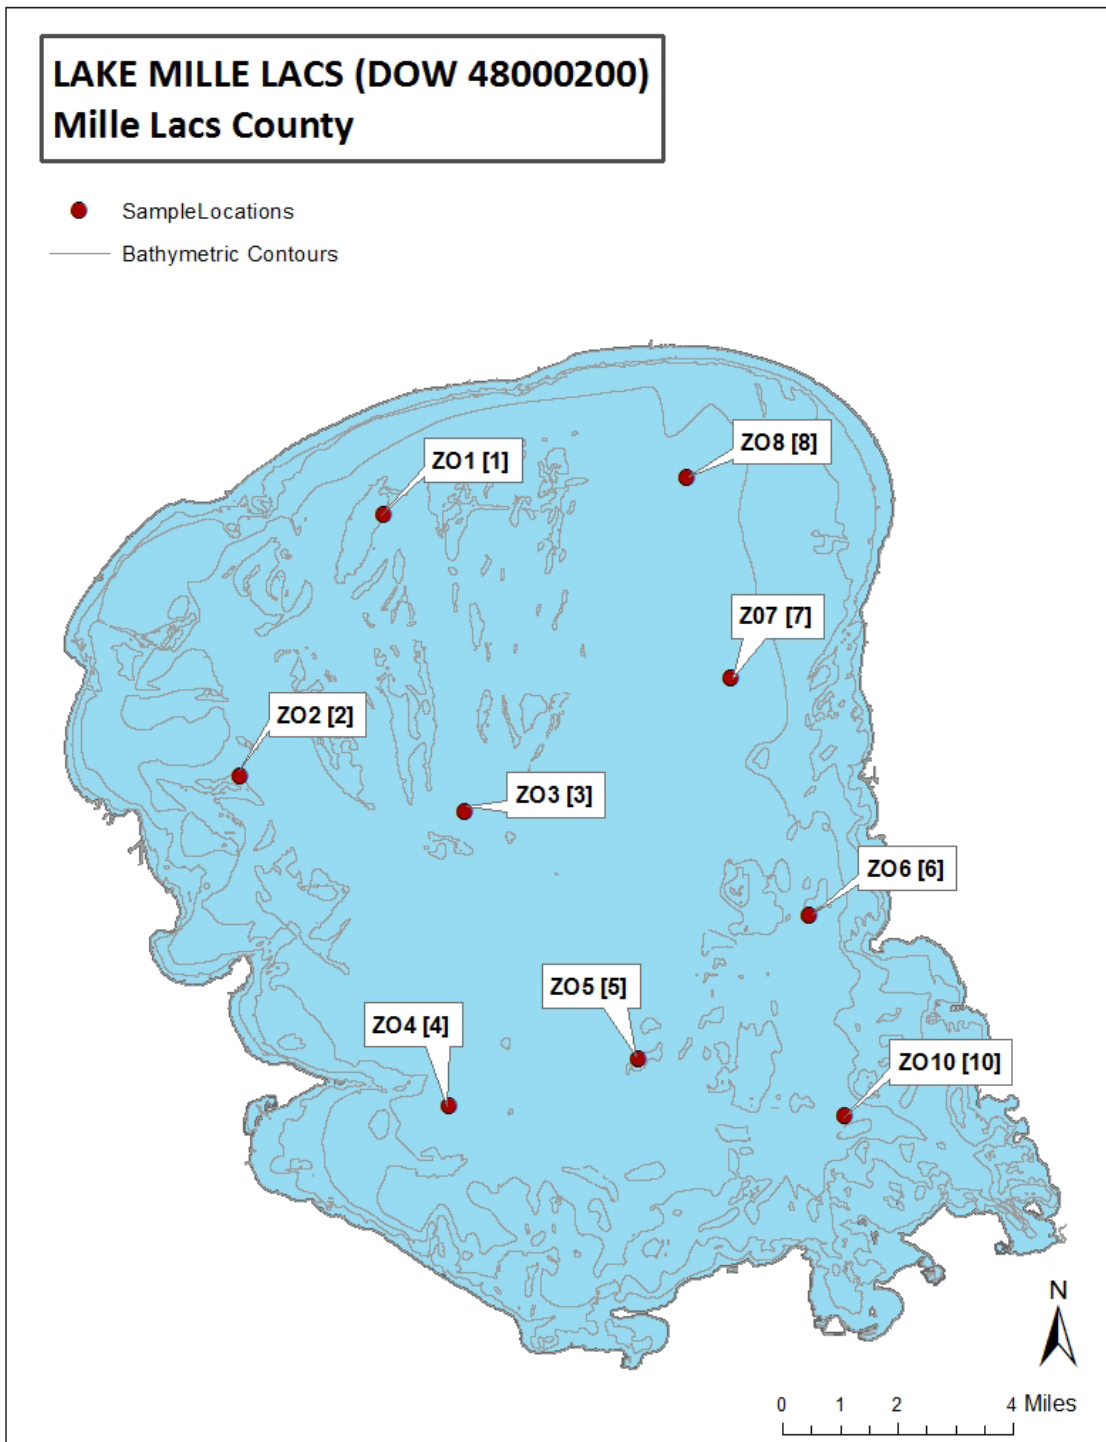 LAKE MILLE LACS (DOW 48000200)
Mille Lacs County
SampleLocations
Bathymetric Contours
ZO8 [8]
ZO1 [1]
Z07 [7]
ZO2 [2]
ZO3 [3]
ZO6 [6]
ZO5 [5]
ZO4 [4]
ZO10 [10]
N
0 1 2 4 Miles